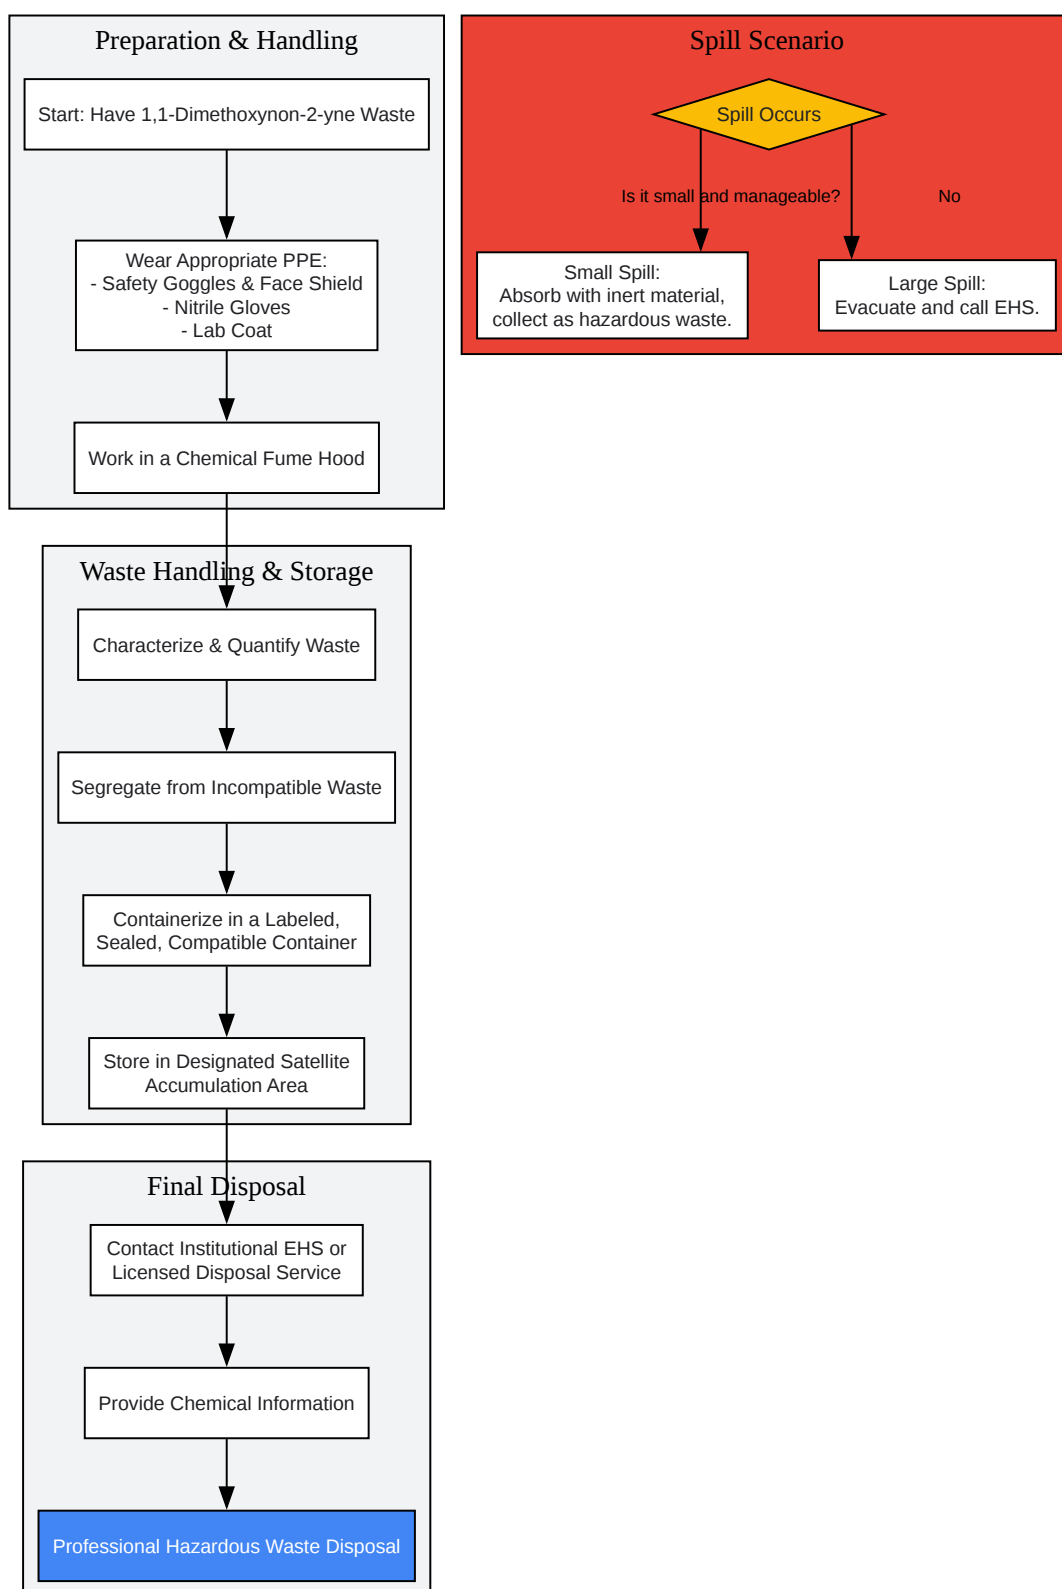 Preparation & Handling
Start: Have 1,1-Dimethoxynon-2-yne Waste
Wear Appropriate PPE:
- Safety Goggles & Face Shield
- Nitrile Gloves
- Lab Coat
Work in a Chemical Fume Hood
Waste Handling & Storage
Characterize & Quantify Waste
Segregate from Incompatible Waste
Containerize in a Labeled,
Sealed, Compatible Container
Store in Designated Satellite
Accumulation Area
Final Disposal
Contact Institutional EHS or
Licensed Disposal Service
Provide Chemical Information
Professional Hazardous Waste Disposal
Spill Scenario
Spill Occurs
Is it small and manageable?
No
Small Spill:
Absorb with inert material,
collect as hazardous waste.
Large Spill:
Evacuate and call EHS.